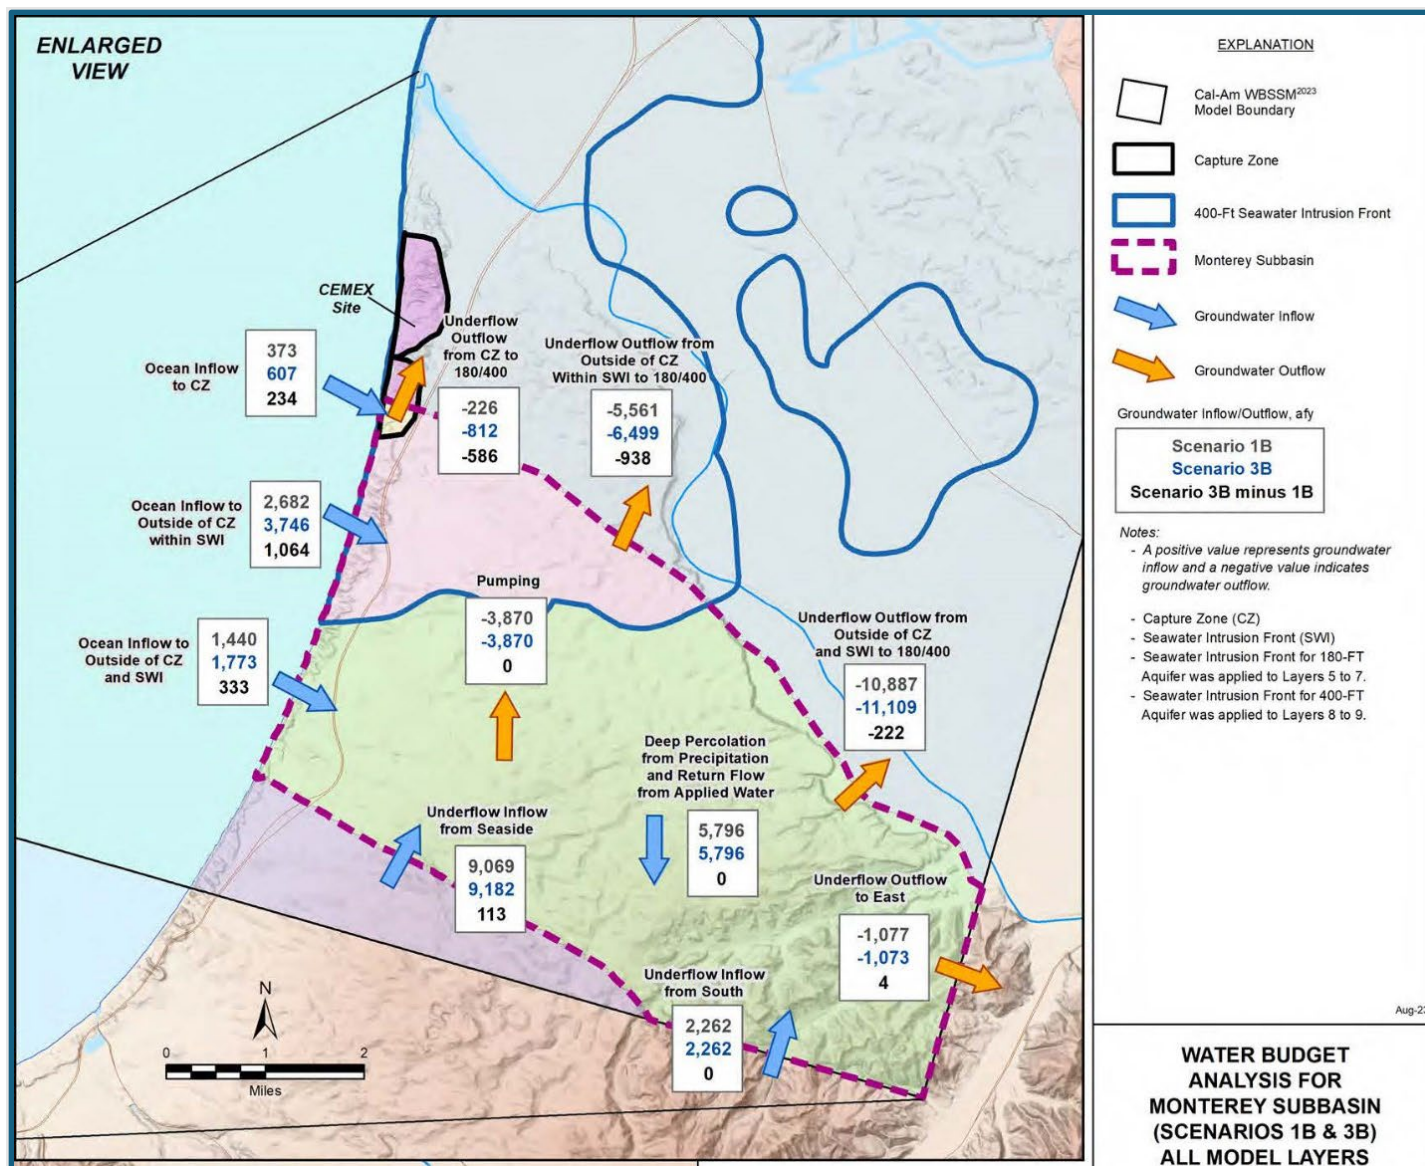 ENLARGED
VIEW
CEMEX
Site
Ocean Inflow
to CZ
373
607
234
Underflow
Outflow
from CZ to
180/400
-226
-812
-586
Underflow Outflow from
Outside of CZ
Within SWI to 180/400
-5,561
-6,499
-938
Ocean Inflow to
Outside of CZ
within SWI
2,682
3,746
1,064
Pumping
-3,870
-3,870
0
Ocean Inflow to
Outside of CZ
and SWI
1,440
1,773
333
Underflow Outflow from
Outside of CZ
and SWI to 180/400
-10,887
-11,109
-222
Deep Percolation
from Precipitation
and Return Flow
from Applied Water
5,796
5,796
0
Underflow Inflow
from Seaside
9,069
9,182
113
Underflow Outflow
to East
-1,077
-1,073
4
Underflow Inflow
from South
2,262
2,262
0
N
0 1 2
Miles
EXPLANATION
Cal-Am WBSSM2023
Model Boundary
Capture Zone
400-Ft Seawater Intrusion Front
Monterey Subbasin
Groundwater Inflow
Groundwater Outflow
Groundwater Inflow/Outflow, afy
Scenario 1B
Scenario 3B
Scenario 3B minus 1B
Notes:
- A positive value represents groundwater
inflow and a negative value indicates
groundwater outflow.
- Capture Zone (CZ)
- Seawater Intrusion Front (SWI)
- Seawater Intrusion Front for 180-FT
Aquifer was applied to Layers 5 to 7.
- Seawater Intrusion Front for 400-FT
Aquifer was applied to Layers 8 to 9.
WATER BUDGET
ANALYSIS FOR
MONTEREY SUBBASIN
(SCENARIOS 1B & 3B)
ALL MODEL LAYERS